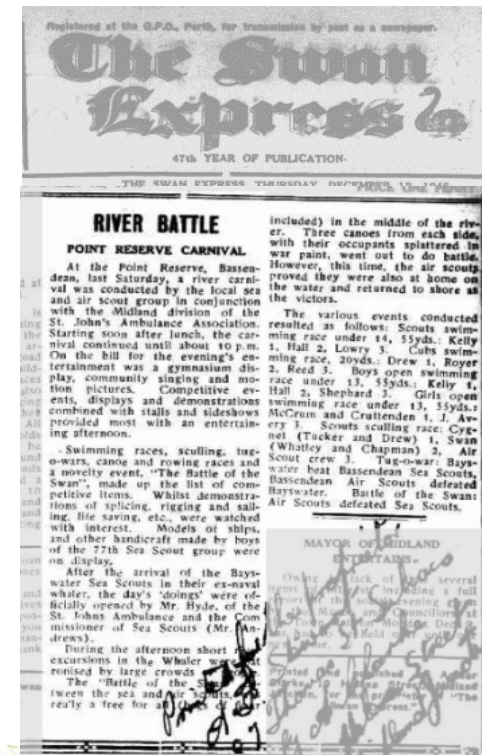 Registered at the G.P.O., Perth, for transmission by post as a newspaper.
The Swan
Express
47th YEAR OF PUBLICATION.
THE SWAN EXPRESS, THURSDAY, DECEMBER 12, 1946
PRICE ONE PENNY.
RIVER BATTLE
POINT RESERVE CARNIVAL
At the Point Reserve, Bassen-
dean, last Saturday, a river carni-
val was conducted by the local sea
and air scout group in conjunction
with the Midland division of the
St. John's Ambulance Association.
Starting soon after lunch, the car-
nival continued until about 10 p.m.
On the bill for the evening's en-
tertainment was a gymnasium dis-
play, community singing and mo-
tion pictures. Competitive ev-
ents, displays and demonstrations
combined with stalls and sideshows
provided most with an entertain-
ing afternoon.
Swimming races, sculling, tug-
o-wars, canoe and rowing races and
a novelty event, "The Battle of the
Swan", made up the list of com-
petitive items. Whilst demonstra-
tions of splicing, rigging and sail-
ing, life saving, etc., were watched
with interest. Models of ships,
and other handicraft made by boys
of the 77th Sea Scout group were
on display.
After the arrival of the Bays-
water Sea Scouts in their ex-naval
whaler, the day's 'doings' were of-
ficially opened by Mr. Hyde, of the
St. Johns Ambulance and the Com
missioner of Sea Scouts (Mr. An-
drews).
During the afternoon short
excursions in the Whaler were
ronised by large crowds
The "Battle of the
tween the sea and air scouts,
really a free for all
included) in the middle of the riv-
er. Three canoes from each side,
with their occupants splattered in
war paint, went out to do battle.
However, this time, the air scouts
proved they were also at home on
the water and returned to shore as
the victors.
The various events conducted
resulted as follows: Scouts swim-
ming race under 14, 55yds.: Kelly
1, Hall 2, Lowry 3. Cubs swim-
ming race, 20yds.: Drew 1, Royer
2, Reed 3. Boys open swimming
race under 13, 55yds.: Kelly 1,
Hall 2, Shephard 3. Girls open
swimming race under 13, 55yds.:
McCrum and Cruttenden 1, J. Av-
ery 3. Scouts sculling race: Cyg-
net (Tucker and Drew) 1, Swan
(Whatley and Chapman) 2, Air
Scout crew 3. Tug-o-war: Bays-
water beat Bassendean Sea Scouts,
Bassendean Air Scouts defeated
Bayswater. Battle of the Swan:
Air Scouts defeated Sea Scouts.
MAYOR OF MIDLAND
ENTERTAINS